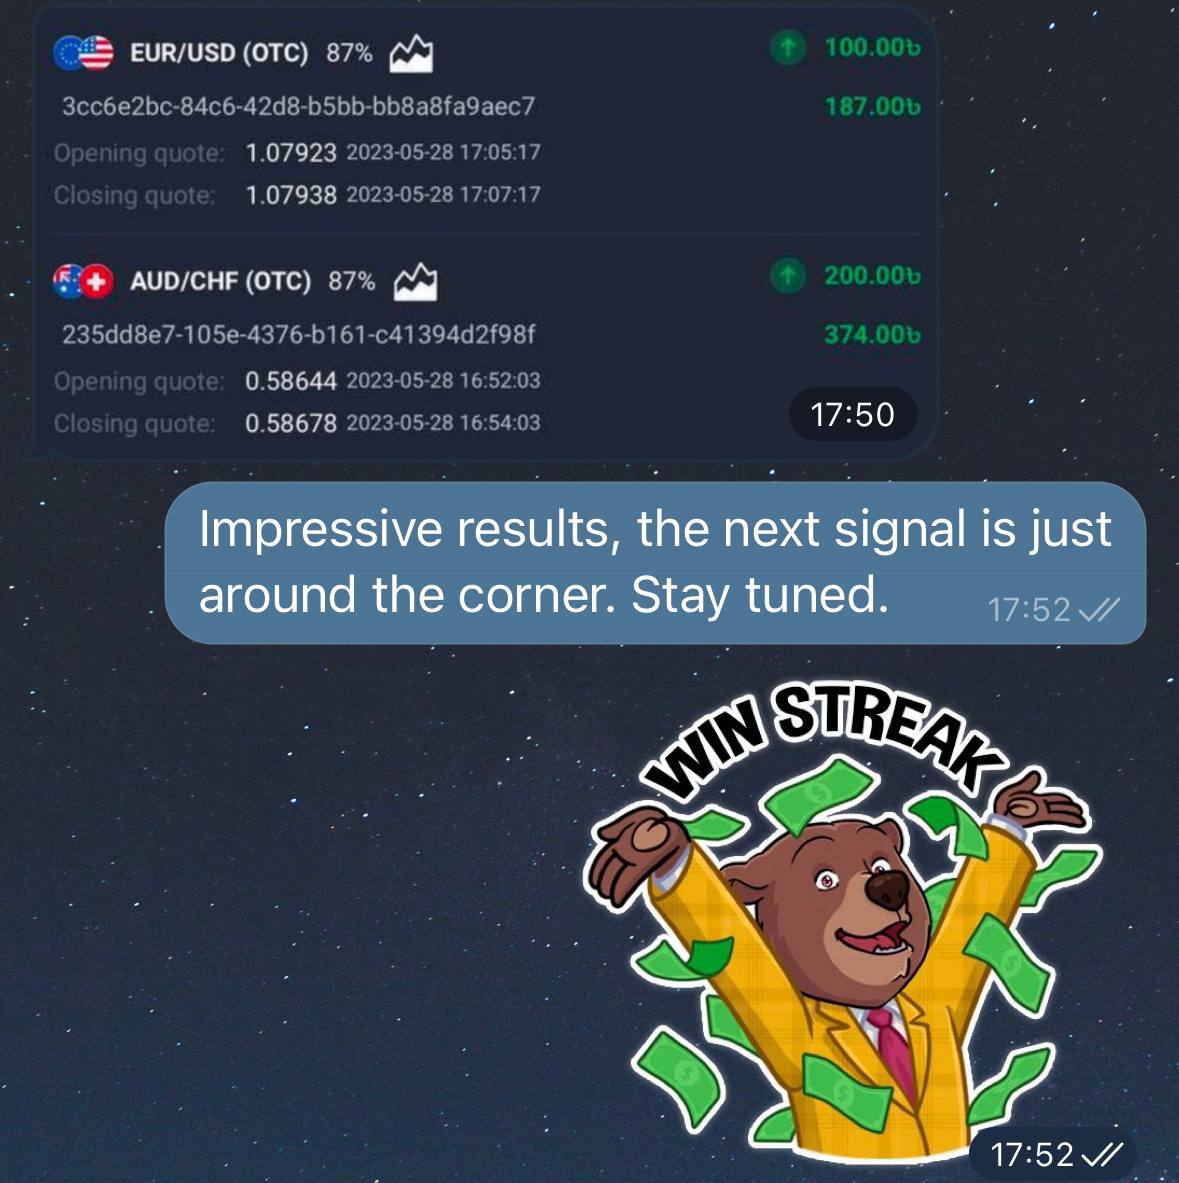 EUR/USD (OTC) 87% 100.00৳
3cc6e2bc-84c6-42d8-b5bb-bb8a8fa9aec7 187.00৳
Opening quote: 1.07923 2023-05-28 17:05:17
Closing quote: 1.07938 2023-05-28 17:07:17
AUD/CHF (OTC) 87% 200.00৳
235dd8e7-105e-4376-b161-c41394d2f98f 374.00৳
Opening quote: 0.58644 2023-05-28 16:52:03
Closing quote: 0.58678 2023-05-28 16:54:03
17:50
Impressive results, the next signal is just
around the corner. Stay tuned.
17:52
WIN STREAK
17:52